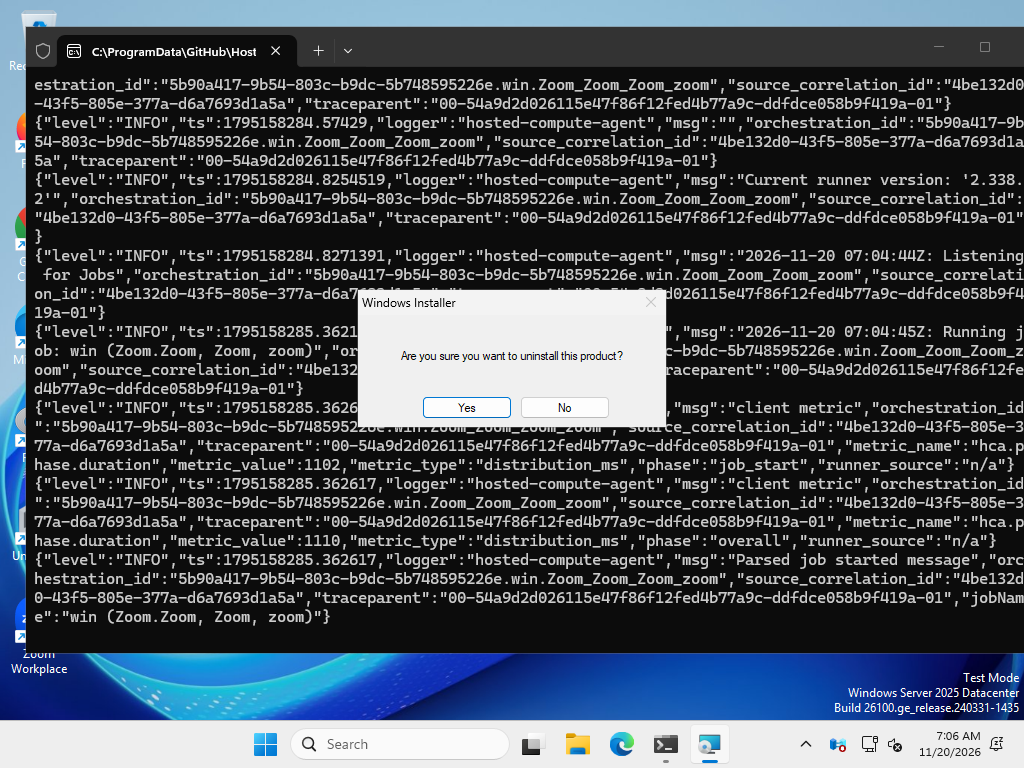 C:\ProgramData\GitHub\Host
estration_id":"5b90a417-9b54-803c-b9dc-5b748595226e.win.Zoom_Zoom_Zoom_zoom","source_correlation_id":"4be132d0
-43f5-805e-377a-d6a7693d1a5a","traceparent":"00-54a9d2d026115e47f86f12fed4b77a9c-ddfdce058b9f419a-01"}
{"level":"INFO","ts":1795158284.57429,"logger":"hosted-compute-agent","msg":"","orchestration_id":"5b90a417-9b
54-803c-b9dc-5b748595226e.win.Zoom_Zoom_Zoom_zoom","source_correlation_id":"4be132d0-43f5-805e-377a-d6a7693d1a
5a","traceparent":"00-54a9d2d026115e47f86f12fed4b77a9c-ddfdce058b9f419a-01"}
{"level":"INFO","ts":1795158284.8254519,"logger":"hosted-compute-agent","msg":"Current runner version: '2.338.
2'","orchestration_id":"5b90a417-9b54-803c-b9dc-5b748595226e.win.Zoom_Zoom_Zoom_zoom","source_correlation_id":
"4be132d0-43f5-805e-377a-d6a7693d1a5a","traceparent":"00-54a9d2d026115e47f86f12fed4b77a9c-ddfdce058b9f419a-01"
}
{"level":"INFO","ts":1795158284.8271391,"logger":"hosted-compute-agent","msg":"2026-11-20 07:04:44Z: Listening
for Jobs","orchestration_id":"5b90a417-9b54-803c-b9dc-5b748595226e.win.Zoom_Zoom_Zoom_zoom","source_correlati
on_id":"4be132d0-43f5-805e-377a-d6a7693d1a5a","traceparent":"00-54a9d2d026115e47f86f12fed4b77a9c-ddfdce058b9f4
19a-01"}
{"level":"INFO","ts":1795158285.3621 ","msg":"2026-11-20 07:04:45Z: Running j
ob: win (Zoom.Zoom, Zoom, zoom)","or c-b9dc-5b748595226e.win.Zoom_Zoom_Zoom_z
oom","source_correlation_id":"4be132 raceparent":"00-54a9d2d026115e47f86f12fe
d4b77a9c-ddfdce058b9f419a-01"}
{"level":"INFO","ts":1795158285.3626 ","msg":"client metric","orchestration_id
":"5b90a417-9b54-803c-b9dc-5b748595226e.win.Zoom_Zoom_Zoom_zoom","source_correlation_id":"4be132d0-43f5-805e-3
77a-d6a7693d1a5a","traceparent":"00-54a9d2d026115e47f86f12fed4b77a9c-ddfdce058b9f419a-01","metric_name":"hca.p
hase.duration","metric_value":1102,"metric_type":"distribution_ms","phase":"job_start","runner_source":"n/a"}
{"level":"INFO","ts":1795158285.362617,"logger":"hosted-compute-agent","msg":"client metric","orchestration_id
":"5b90a417-9b54-803c-b9dc-5b748595226e.win.Zoom_Zoom_Zoom_zoom","source_correlation_id":"4be132d0-43f5-805e-3
77a-d6a7693d1a5a","traceparent":"00-54a9d2d026115e47f86f12fed4b77a9c-ddfdce058b9f419a-01","metric_name":"hca.p
hase.duration","metric_value":1110,"metric_type":"distribution_ms","phase":"overall","runner_source":"n/a"}
{"level":"INFO","ts":1795158285.362617,"logger":"hosted-compute-agent","msg":"Parsed job started message","orc
hestration_id":"5b90a417-9b54-803c-b9dc-5b748595226e.win.Zoom_Zoom_Zoom_zoom","source_correlation_id":"4be132d
0-43f5-805e-377a-d6a7693d1a5a","traceparent":"00-54a9d2d026115e47f86f12fed4b77a9c-ddfdce058b9f419a-01","jobNam
e":"win (Zoom.Zoom, Zoom, zoom)"}
Windows Installer
Are you sure you want to uninstall this product?
Yes
No
Zoom
Workplace
Test Mode
Windows Server 2025 Datacenter
Build 26100.ge_release.240331-1435
Search
7:06 AM
11/20/2026